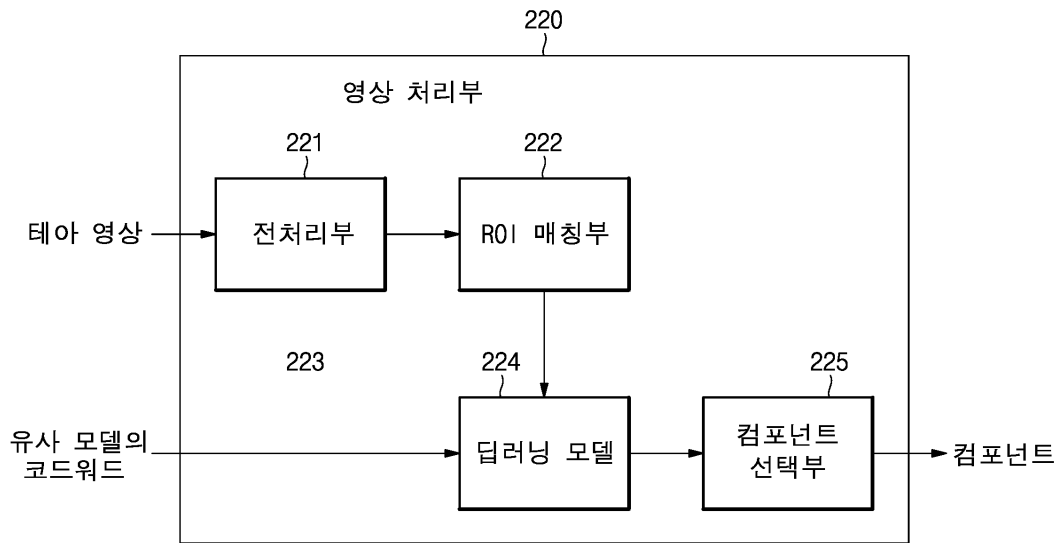 220
영상 처리부
221
222
테아 영상
전처리부
ROI 매칭부
223
224
225
유사 모델의
코드워드
딥러닝 모델
컴포넌트
선택부
컴포넌트